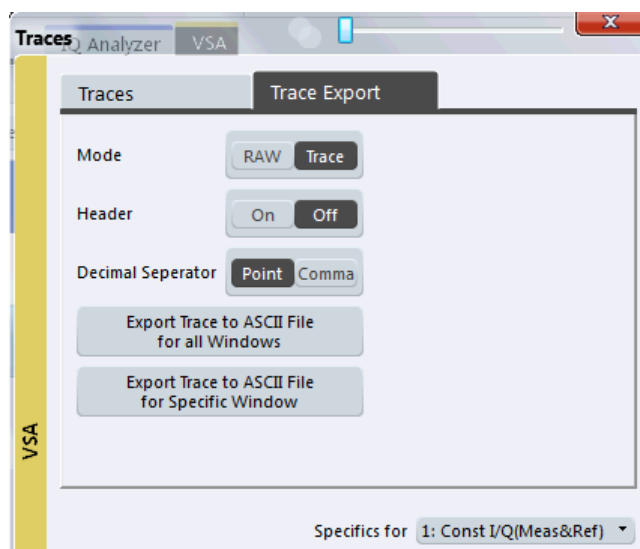 Traces
IQ Analyzer VSA
x
Traces Trace Export
Mode RAW Trace
Header On Off
Decimal Seperator Point Comma
Export Trace to ASCII File
for all Windows
Export Trace to ASCII File
for Specific Window
VSA
Specifics for 1: Const I/Q(Meas&Ref)